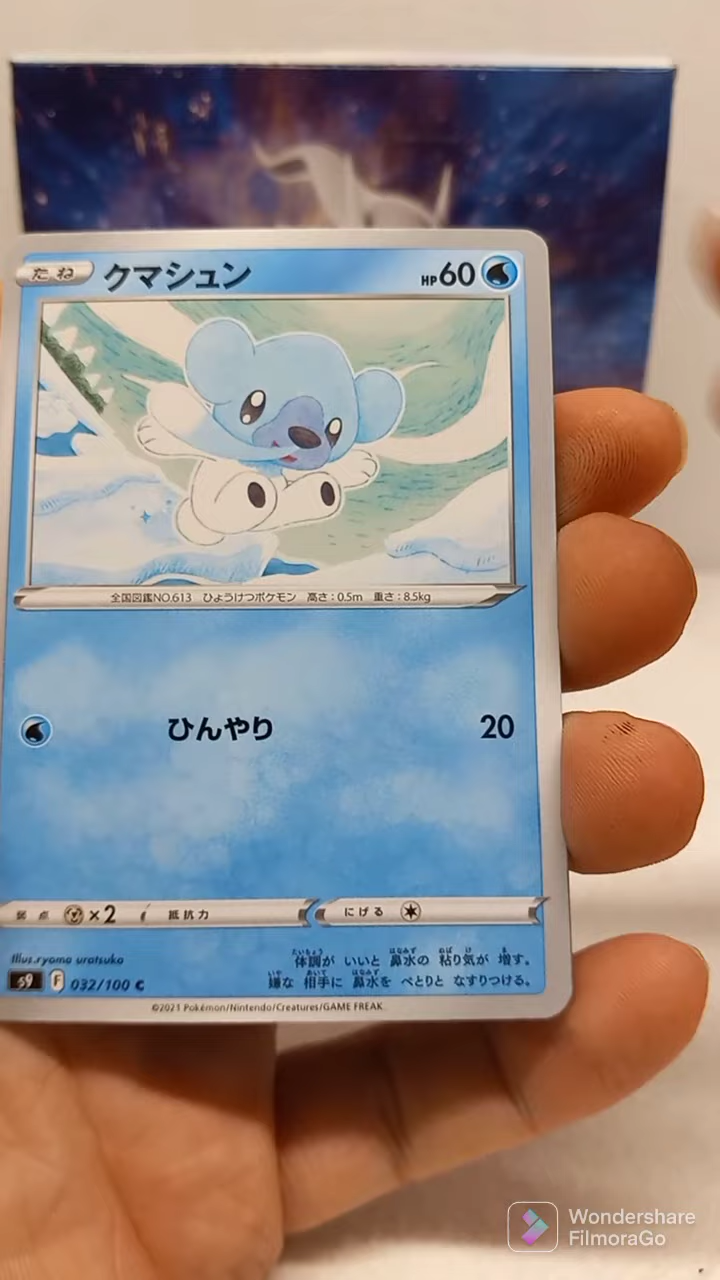 たね クマシュン HP60
全国図鑑NO.613 ひょうけつポケモン 高さ:0.5m 重さ:8.5kg
ひんやり 20
弱点 ×2 抵抗力 にげる
Illus.ryoma uratsuka
体調が いいと 鼻水の 粘り気が 増す。
嫌な 相手に 鼻水を ぺとりと なすりつける。
s9 F 032/100 C
©2021 Pokémon/Nintendo/Creatures/GAME FREAK.
Wondershare
FilmoraGo